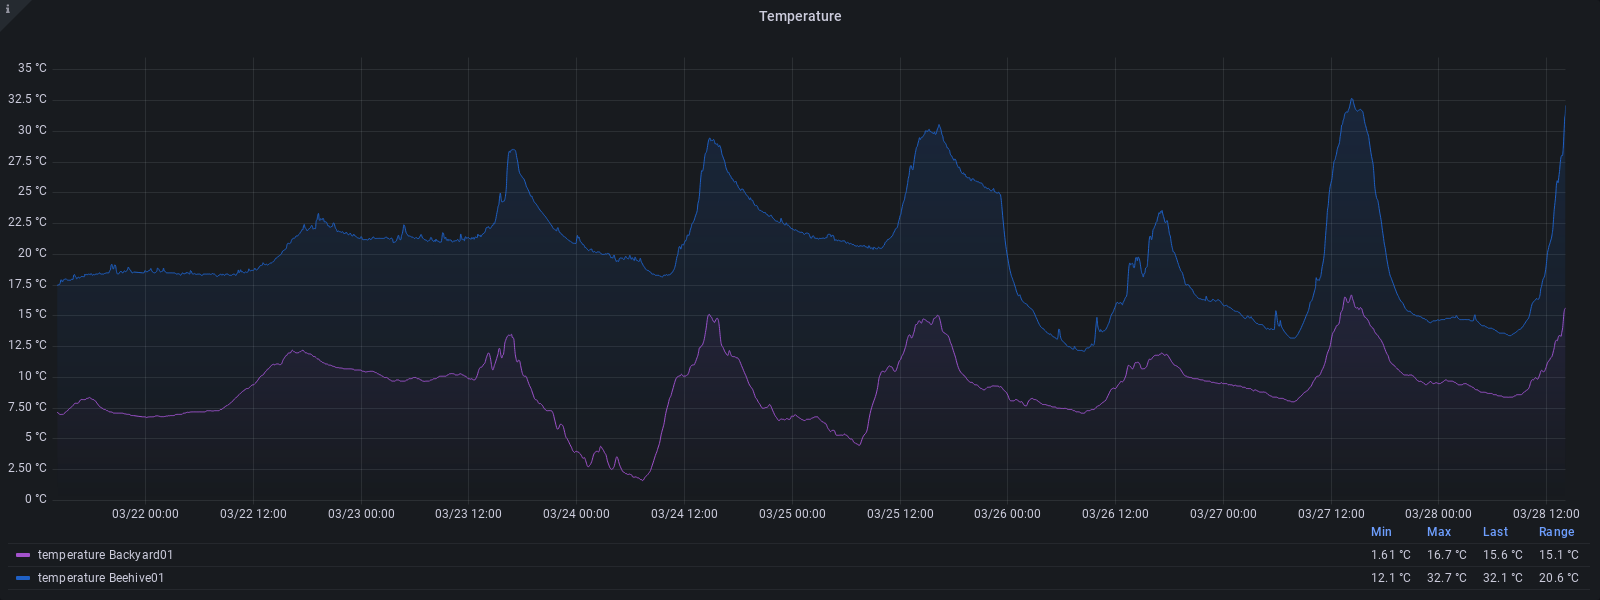 i
Temperature
35 °C
32.5 °C
30 °C
27.5 °C
25 °C
22.5 °C
20 °C
17.5 °C
15 °C
12.5 °C
10 °C
7.50 °C
5 °C
2.50 °C
0 °C
03/22 00:00 03/22 12:00 03/23 00:00 03/23 12:00 03/24 00:00 03/24 12:00 03/25 00:00 03/25 12:00 03/26 00:00 03/26 12:00 03/27 00:00 03/27 12:00 03/28 00:00 03/28 12:00
Min Max Last Range
temperature Backyard01 1.61 °C 16.7 °C 15.6 °C 15.1 °C
temperature Beehive01 12.1 °C 32.7 °C 32.1 °C 20.6 °C